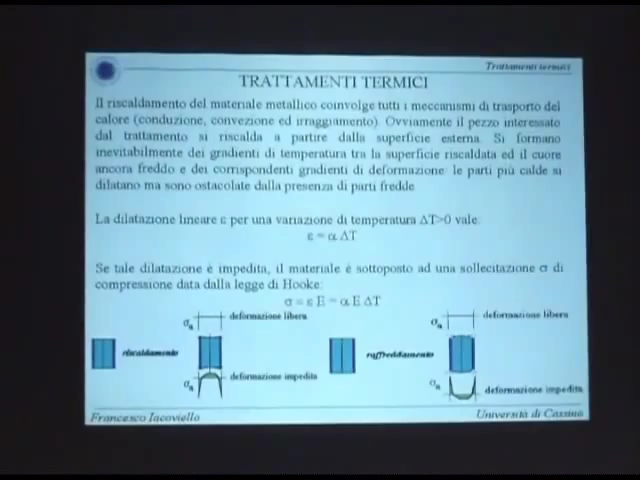 Trattamenti termici
TRATTAMENTI TERMICI
Il riscaldamento del materiale metallico coinvolge tutti i meccanismi di trasporto del
calore (conduzione, convezione ed irraggiamento). Ovviamente il pezzo interessato
dal trattamento si riscalda a partire dalla superficie esterna. Si formano
inevitabilmente dei gradienti di temperatura tra la superficie riscaldata ed il cuore
ancora freddo e dei corrispondenti gradienti di deformazione: le parti più calde si
dilatano ma sono ostacolate dalla presenza di parti fredde.
La dilatazione lineare ε per una variazione di temperatura ΔT>0 vale:
ε = α ΔT
Se tale dilatazione è impedita, il materiale è sottoposto ad una sollecitazione σ di
compressione data dalla legge di Hooke:
σ = ε E = α E ΔT
σa deformazione libera
riscaldamento
σa deformazione impedita
σa deformazione libera
raffreddamento
σa deformazione impedita
Francesco Iacoviello
Università di Cassino